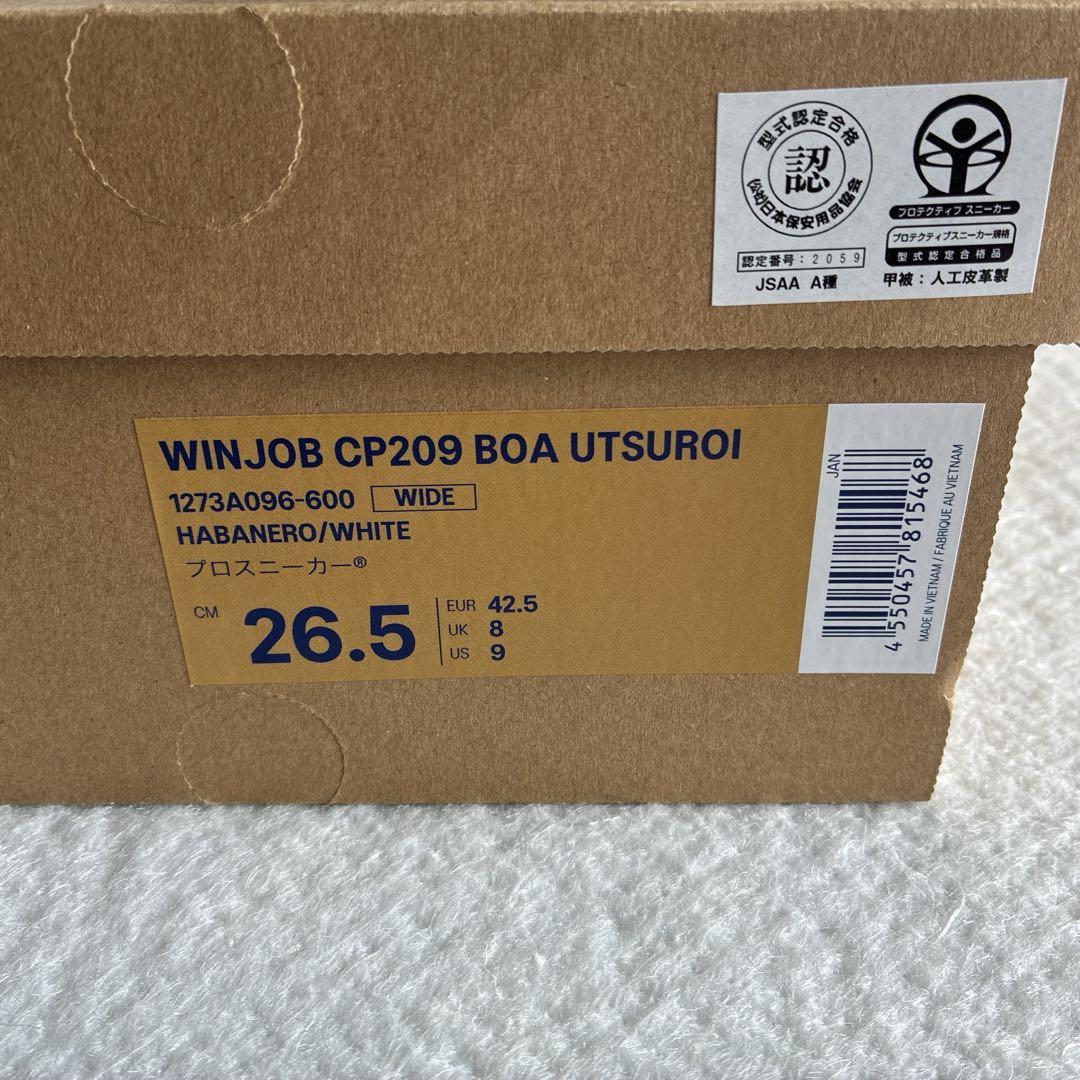 型式認定合格
認
(公社)日本保安用品協会
認定番号:2059
JSAA A種
プロテクティブ スニーカー
プロテクティブスニーカー規格
型式認定合格品
甲被:人工皮革製
WINJOB CP209 BOA UTSUROI
1273A096-600 WIDE
HABANERO/WHITE
プロスニーカー®
CM 26.5
EUR 42.5
UK 8
US 9
JAN
4 550457 815468
MADE IN VIETNAM / FABRIQUE AU VIETNAM